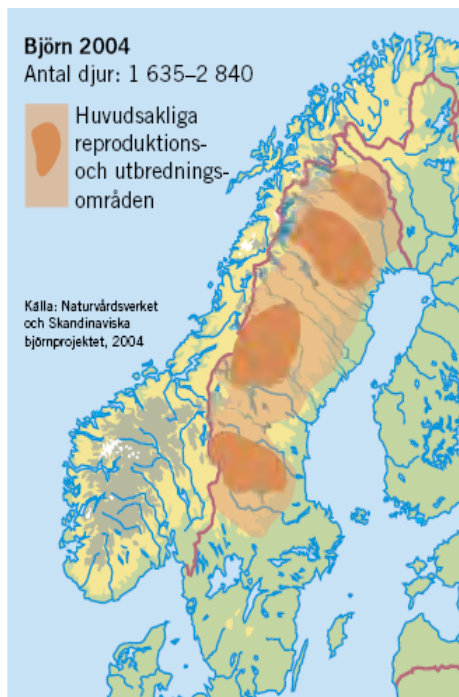 Björn 2004
Antal djur: 1 635–2 840
Huvudsakliga
reproduktions-
och utbrednings-
områden
Källa: Naturvårdsverket
och Skandinaviska
björnprojektet, 2004